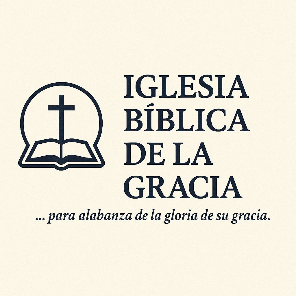 IGLESIA
BÍBLICA
DE LA
GRACIA
... para alabanza de la gloria de su gracia.